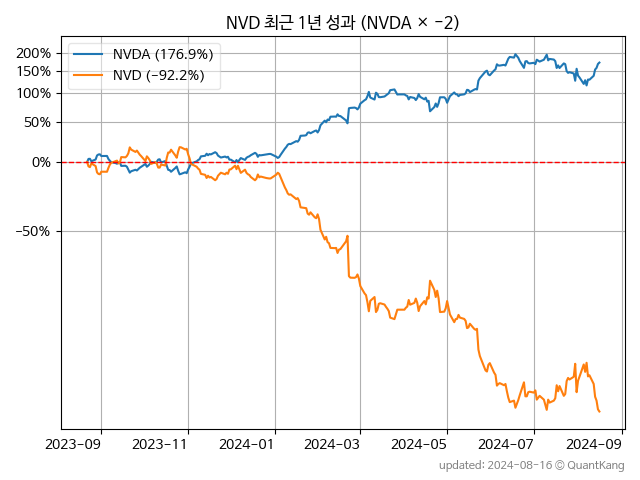 NVD 최근 1년 성과 (NVDA × −2)
NVDA (176.9%)
NVD (−92.2%)
200%
150%
100%
50%
0%
−50%
2023-09 2023-11 2024-01 2024-03 2024-05 2024-07 2024-09
updated: 2024-08-16 © QuantKang